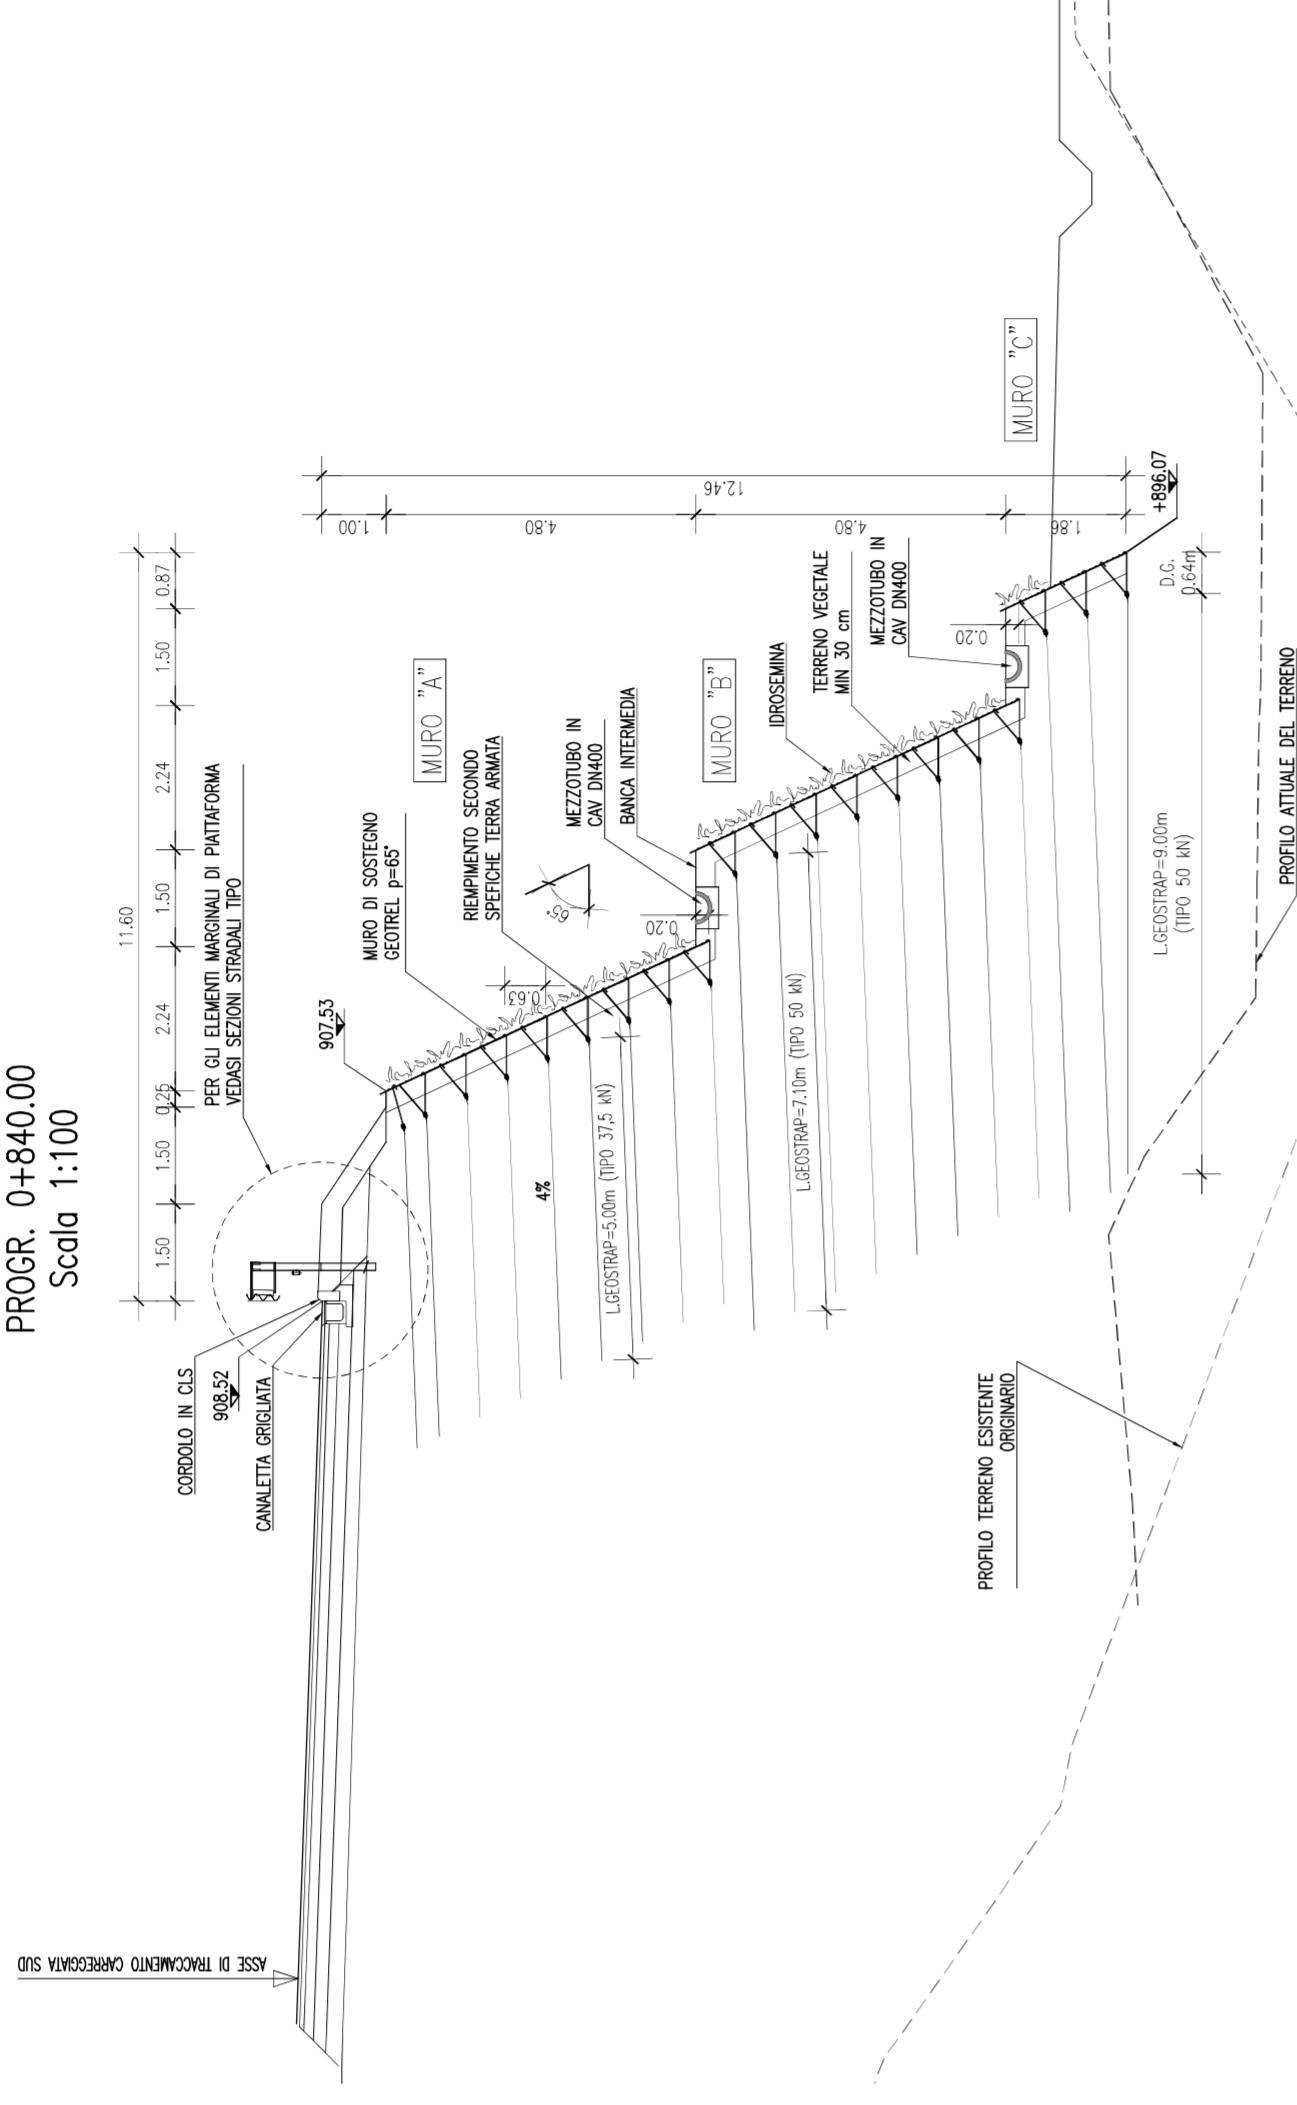 PROGR. 0+840.00
Scala 1:100
11.60
1.50
1.50
0.25
2.24
1.50
2.24
1.50
0.87
ASSE DI TRACCAMENTO CARREGGIATA SUD
CORDOLO IN CLS
908.52
CANALETTA GRIGLIATA
PER GLI ELEMENTI MARGINALI DI PIATTAFORMA
VEDASI SEZIONI STRADALI TIPO
907.53
MURO DI SOSTEGNO
GEOTREL p=65°
MURO "A"
RIEMPIMENTO SECONDO
SPEFICHE TERRA ARMATA
0.63
65°
MEZZOTUBO IN
CAV DN400
BANCA INTERMEDIA
0.20
MURO "B"
IDROSEMINA
TERRENO VEGETALE
MIN 30 cm
MEZZOTUBO IN
CAV DN400
0.20
MURO "C"
1.00
4.80
4.80
1.86
12.46
+896.07
D.G.
0.64m
4%
L.GEOSTRAP=5.00m (TIPO 37,5 kN)
L.GEOSTRAP=7.10m (TIPO 50 kN)
L.GEOSTRAP=9.00m
(TIPO 50 kN)
PROFILO TERRENO ESISTENTE
ORIGINARIO
PROFILO ATTUALE DEL TERRENO